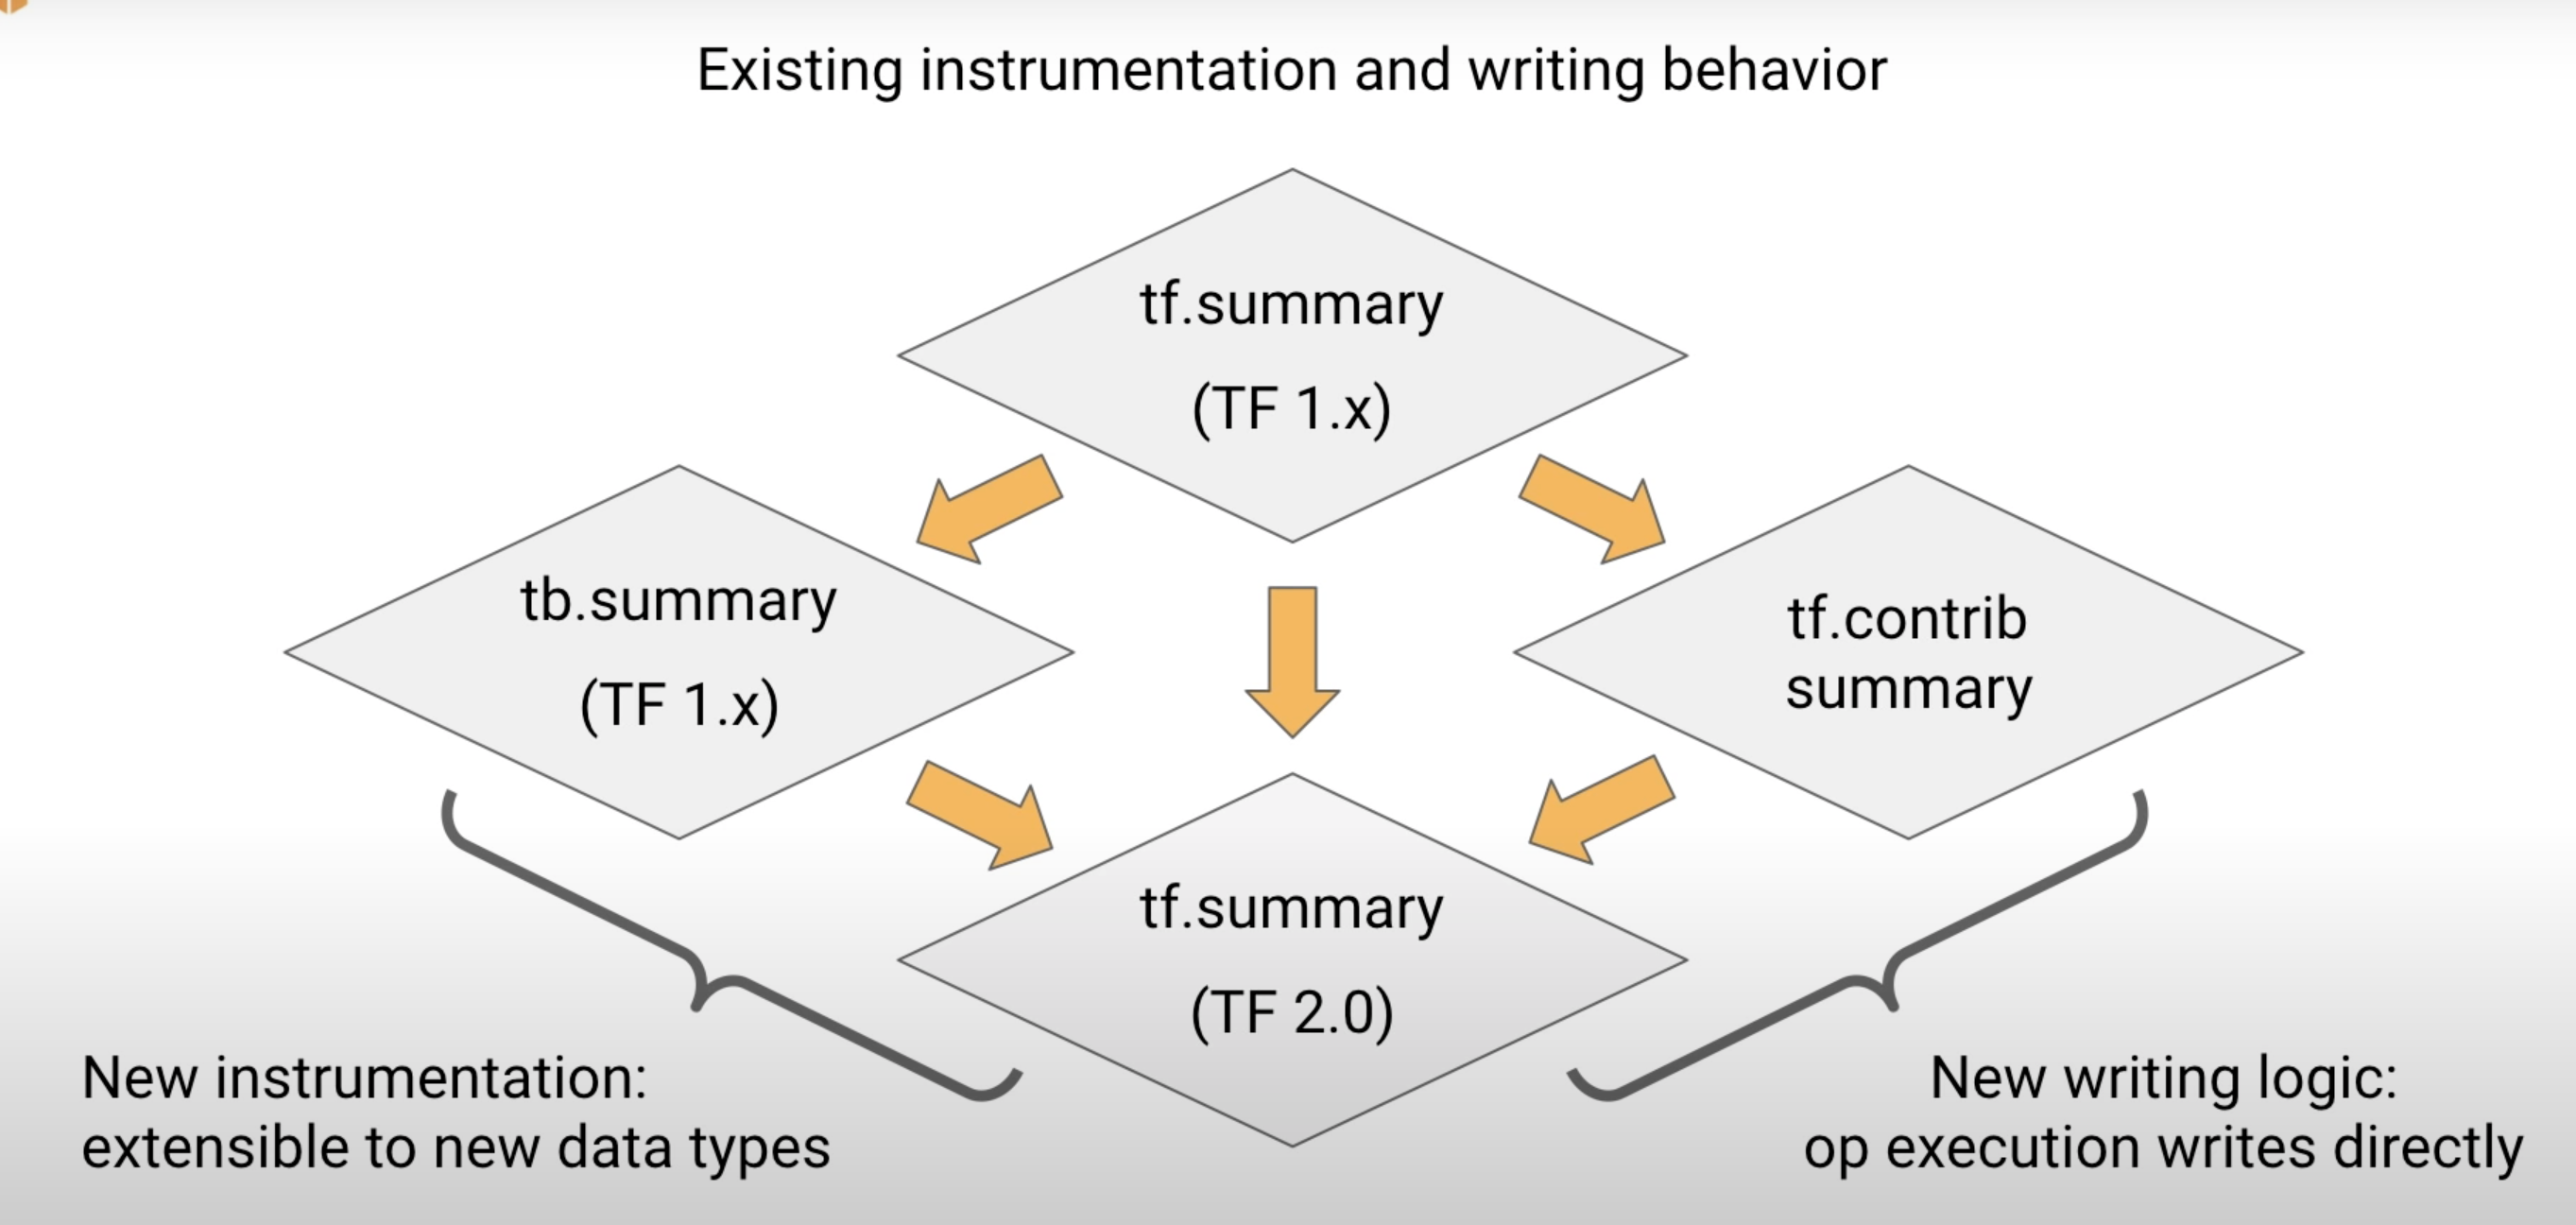 Existing instrumentation and writing behavior
tf.summary
(TF 1.x)
tb.summary
(TF 1.x)
tf.contrib
summary
tf.summary
(TF 2.0)
New instrumentation:
extensible to new data types
New writing logic:
op execution writes directly